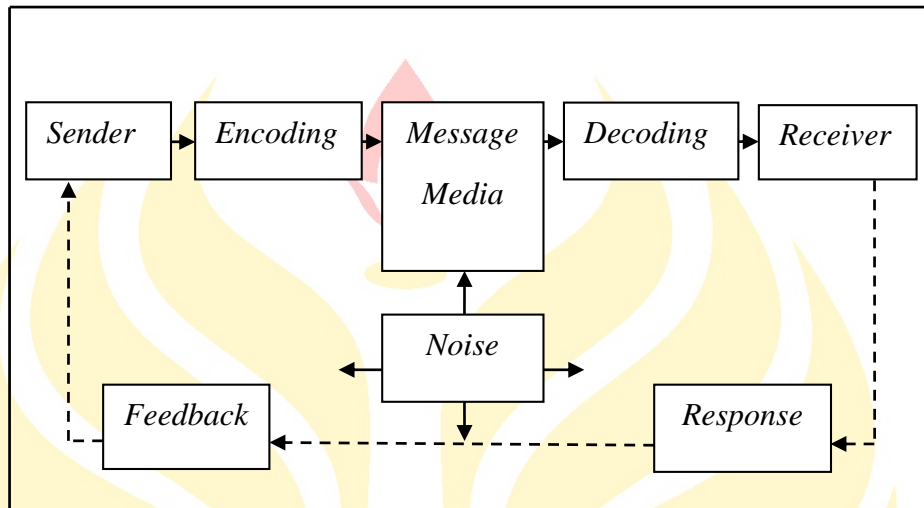 Sender
Encoding
Message
Media
Decoding
Receiver
Noise
Feedback
Response